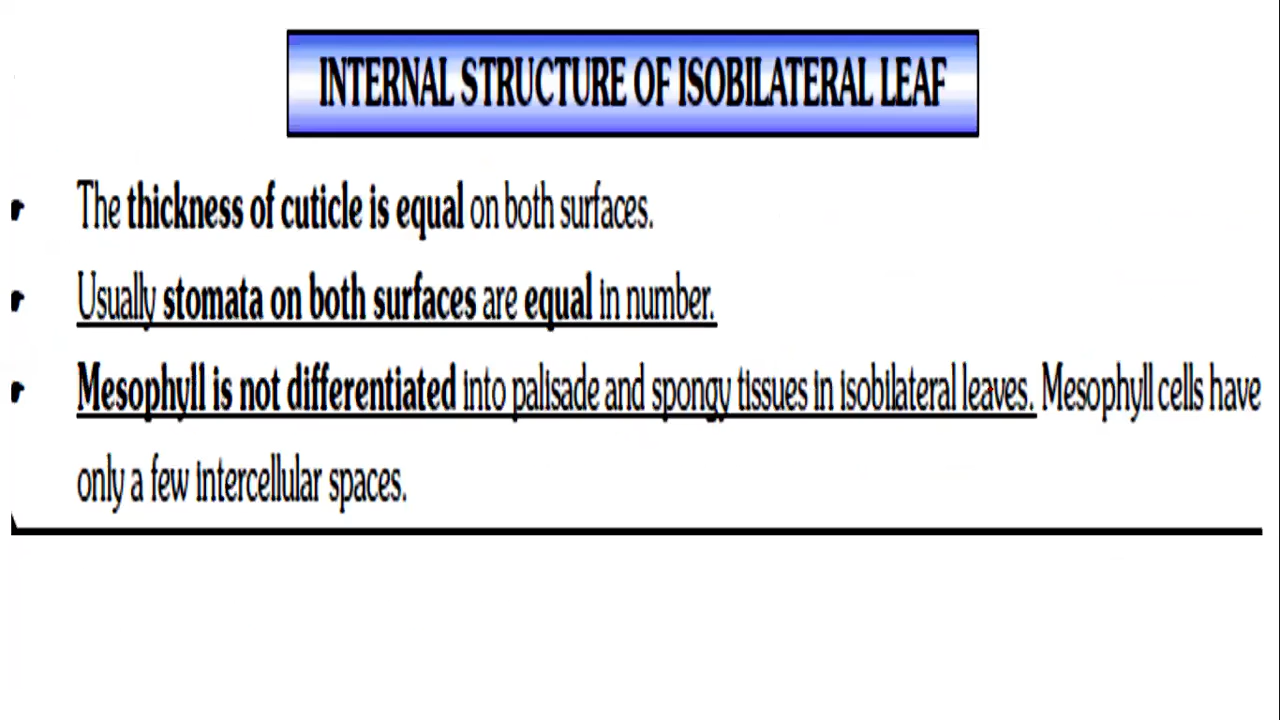 INTERNAL STRUCTURE OF ISOBILATERAL LEAF
The thickness of cuticle is equal on both surfaces.
Usually stomata on both surfaces are equal in number.
Mesophyll is not differentiated into palisade and spongy tissues in isobilateral leaves. Mesophyll cells have
only a few intercellular spaces.